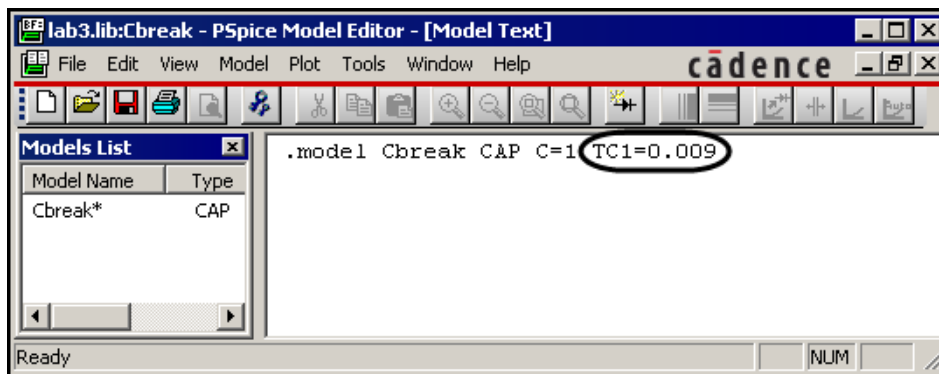 lab3.lib:Cbreak - PSpice Model Editor - [Model Text]
File Edit View Model Plot Tools Window Help cādence
Auto
Models List
Model Name Type
Cbreak* CAP
.model Cbreak CAP C=1 TC1=0.009
Ready NUM